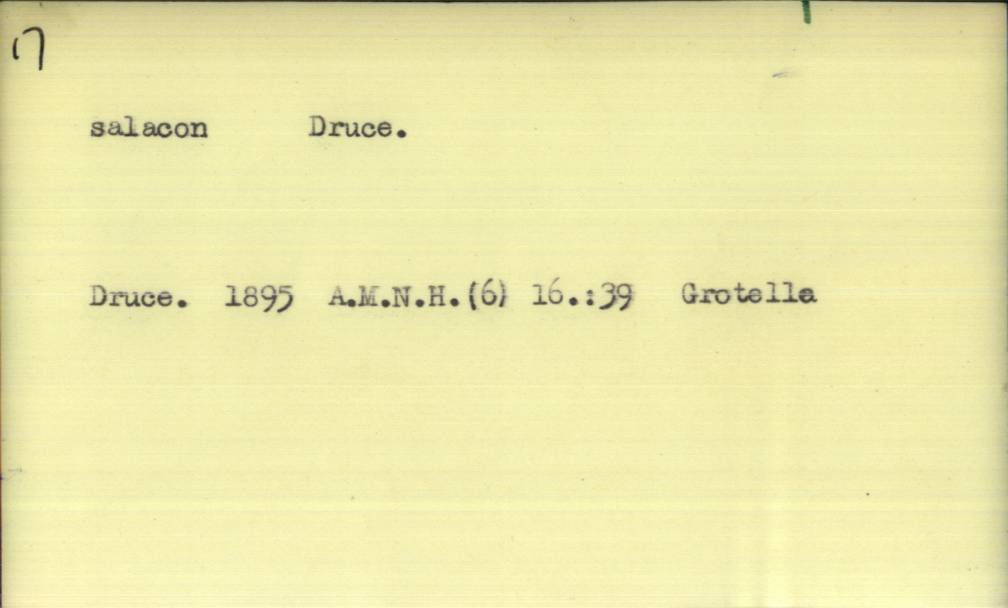 17
salacon Druce.
Druce. 1895 A.M.N.H.(6) 16.:39 Grotella